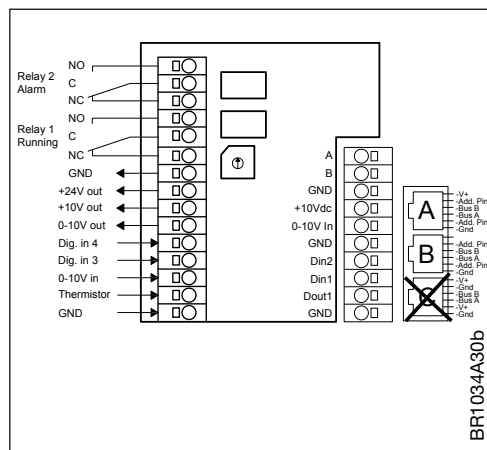 Relay 2
Alarm
NO
C
NC
Relay 1
Running
NO
C
NC
GND
+24V out
+10V out
0-10V out
Dig. in 4
Dig. in 3
0-10V in
Thermistor
GND
A
B
GND
+10Vdc
0-10V In
GND
Din2
Din1
Dout1
GND
A
-V+
-Add. Pin
-Bus B
-Bus A
-Add. Pin
-Gnd
B
-Add. Pin
-Bus B
-Bus A
-Add. Pin
-Gnd
C
-V+
-Gnd
-Bus B
-Bus A
-V+
-Gnd
BR1034A30b